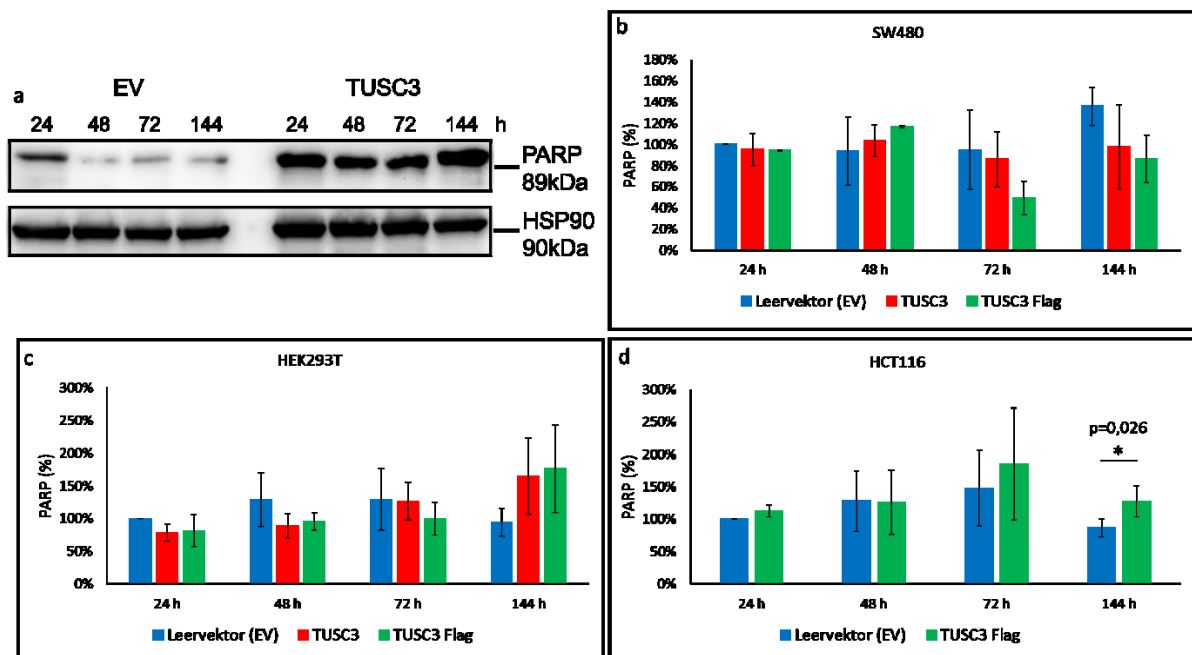 a
EV TUSC3
24 48 72 144 24 48 72 144 h
PARP
89kDa
HSP90
90kDa
b
SW480
PARP (%)
180%
160%
140%
120%
100%
80%
60%
40%
20%
0%
24 h 48 h 72 h 144 h
Leervektor (EV) TUSC3 TUSC3 Flag
c
HEK293T
PARP (%)
300%
250%
200%
150%
100%
50%
0%
24 h 48 h 72 h 144 h
Leervektor (EV) TUSC3 TUSC3 Flag
d
HCT116
PARP (%)
300%
250%
200%
150%
100%
50%
0%
p=0,026
*
24 h 48 h 72 h 144 h
Leervektor (EV) TUSC3 Flag